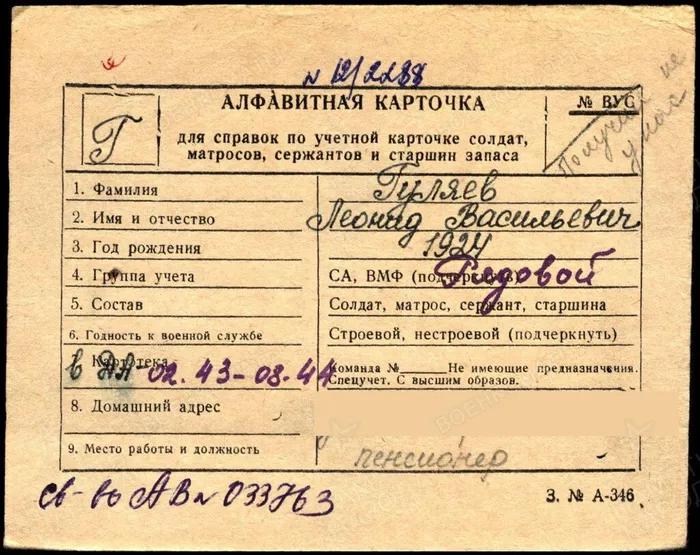 № 12/2288
АЛФАВИТНАЯ КАРТОЧКА
№ ВУС
Г
для справок по учетной карточке солдат,
матросов, сержантов и старшин запаса
Получил не
у нас
1. Фамилия Гуляев
2. Имя и отчество Леонид Васильевич
3. Год рождения 1924
4. Группа учета СА, ВМФ (подчеркнуть) Рядовой
5. Состав Солдат, матрос, сержант, старшина
6. Годность к военной службе Строевой, нестроевой (подчеркнуть)
Картотека Команда № Не имеющие предназначения.
в ДА - 02.43 - 08.44 Спецучет. С высшим образов.
8. Домашний адрес
9. Место работы и должность пенсионер
св-во АВ № 033763
З. № А-346